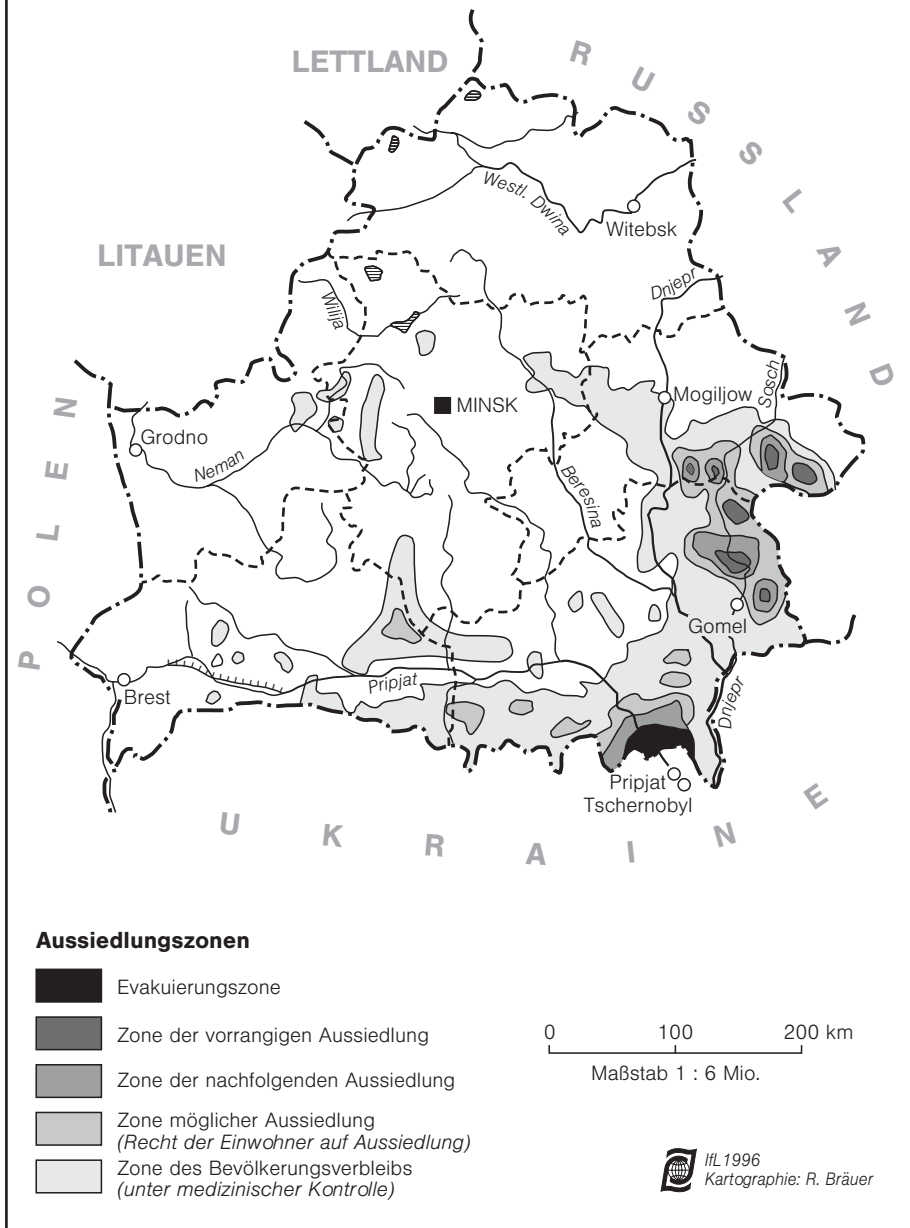 LETTLAND
RUSSLAND
LITAUEN
POLEN
UKRAINE
Westl. Dwina
Witebsk
Wilija
Dnjepr
MINSK
Mogiljow
Sosch
Grodno
Neman
Beresina
Gomel
Brest
Pripjat
Dnjepr
Pripjat
Tschernobyl
Aussiedlungszonen
Evakuierungszone
Zone der vorrangigen Aussiedlung
Zone der nachfolgenden Aussiedlung
Zone möglicher Aussiedlung
(Recht der Einwohner auf Aussiedlung)
Zone des Bevölkerungsverbleibs
(unter medizinischer Kontrolle)
0 100 200 km
Maßstab 1 : 6 Mio.
IfL1996
Kartographie: R. Bräuer